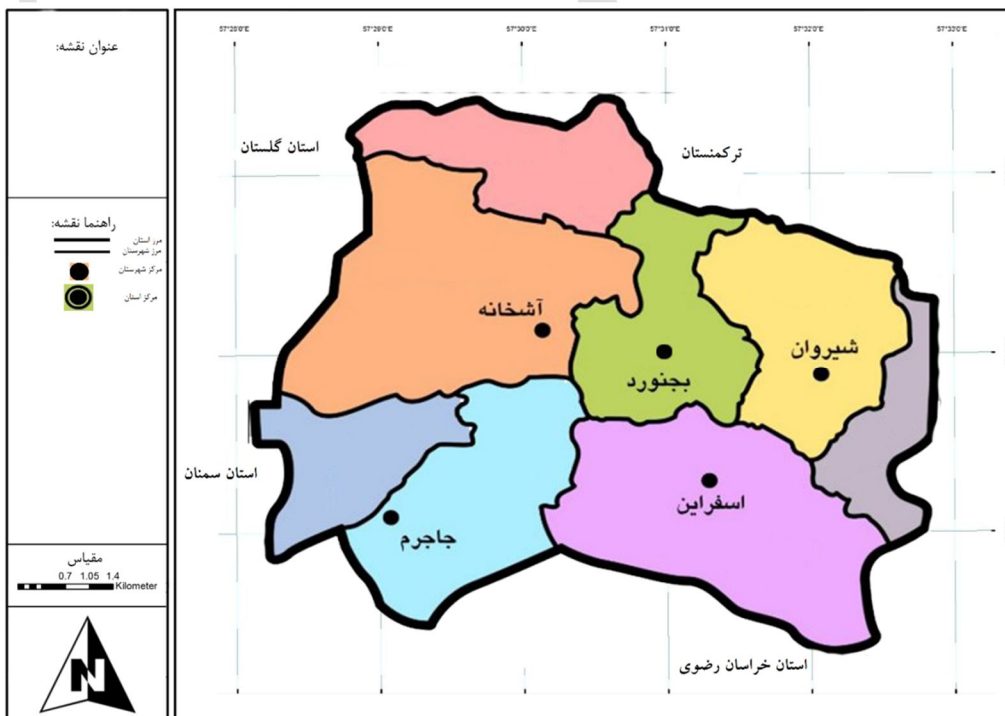 عنوان نقشه:
راهنما نقشه:
مرز استان
مرز شهرستان
مرکز شهرستان
مرکز استان
مقیاس
0.7 1.05 1.4
Kilometer
N
57°28'0"E 57°29'0"E 57°30'0"E 57°31'0"E 57°32'0"E 57°33'0"E
استان گلستان
ترکمنستان
آشخانه
شیروان
بجنورد
استان سمنان
اسفراین
جاجرم
استان خراسان رضوی